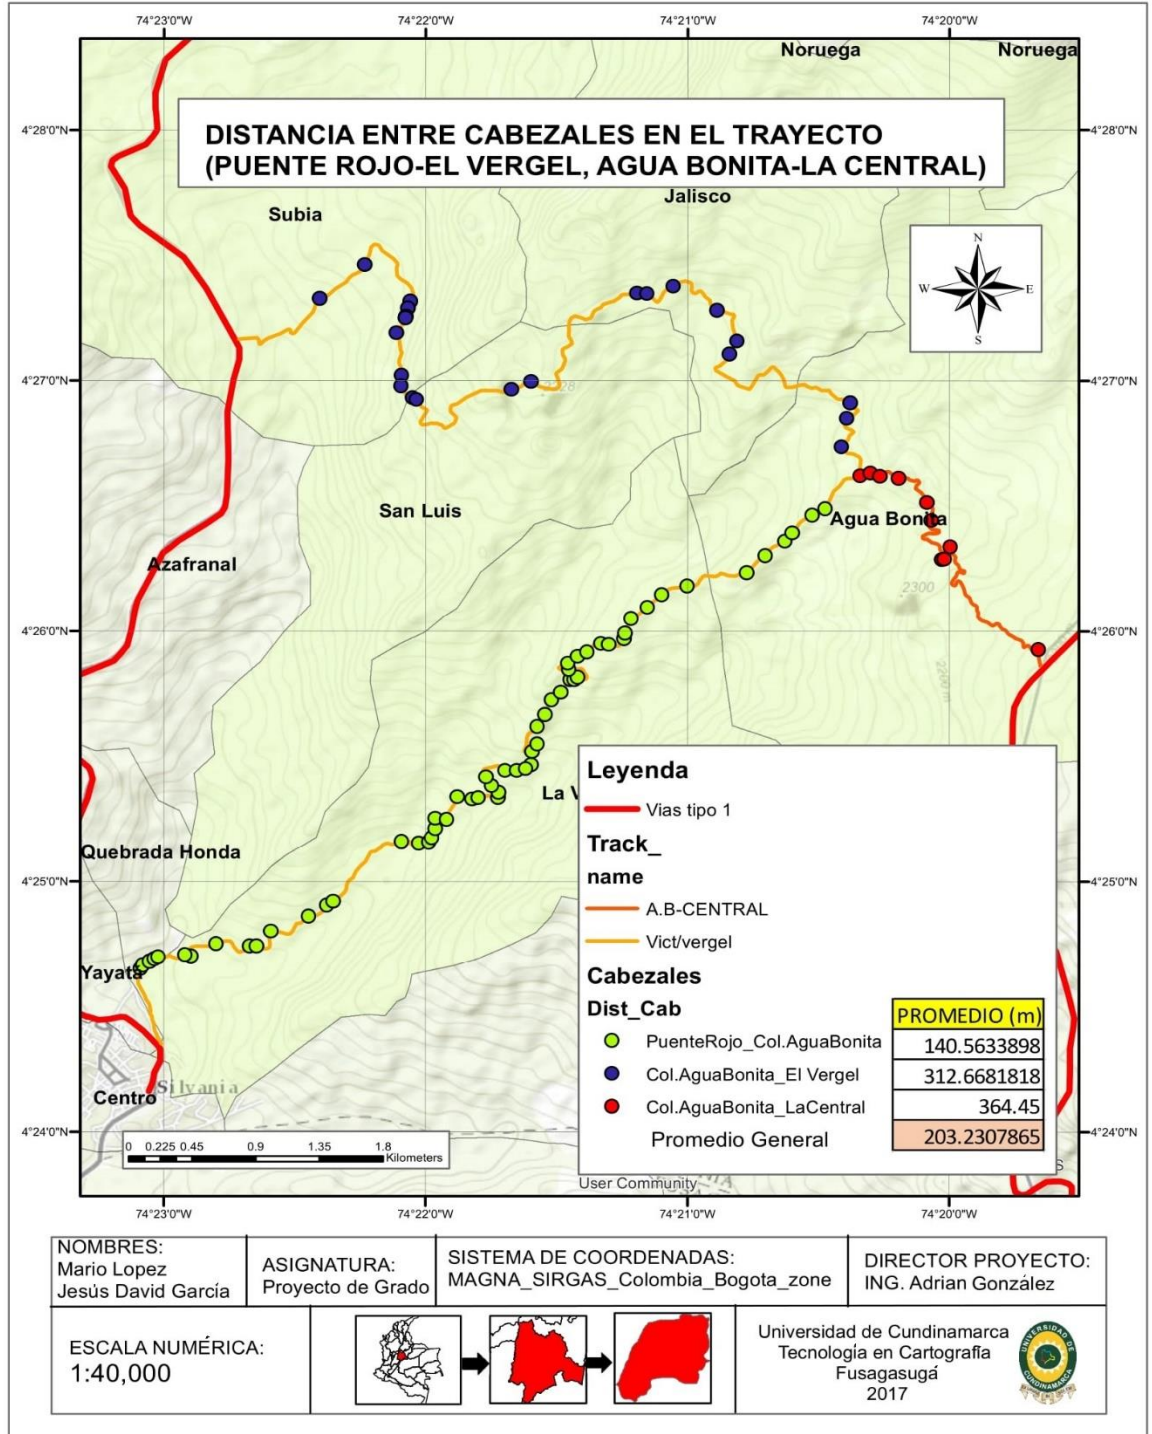 74°23'0"W 74°22'0"W 74°21'0"W 74°20'0"W
Noruega Noruega
4°28'0"N 4°28'0"N
DISTANCIA ENTRE CABEZALES EN EL TRAYECTO
(PUENTE ROJO-EL VERGEL, AGUA BONITA-LA CENTRAL)
Jalisco
Subia
N
W E
S
4°27'0"N 4°27'0"N
San Luis
Agua Bonita
Azafranal
2300
4°26'0"N 4°26'0"N
2200 m
Leyenda
La V
Vias tipo 1
Track_
Quebrada Honda
name
4°25'0"N 4°25'0"N
A.B-CENTRAL
Vict/vergel
Yayata
Cabezales
Dist_Cab
PROMEDIO (m)
PuenteRojo_Col.AguaBonita 140.5633898
Col.AguaBonita_El Vergel 312.6681818
Silvania
Centro
Col.AguaBonita_LaCentral 364.45
4°24'0"N 4°24'0"N
Promedio General 203.2307865
0 0.225 0.45 0.9 1.35 1.8
Kilometers
User Community
74°23'0"W 74°22'0"W 74°21'0"W 74°20'0"W
NOMBRES:
Mario Lopez
Jesús David García
ASIGNATURA:
Proyecto de Grado
SISTEMA DE COORDENADAS:
MAGNA_SIRGAS_Colombia_Bogota_zone
DIRECTOR PROYECTO:
ING. Adrian González
ESCALA NUMÉRICA:
1:40,000
Universidad de Cundinamarca
Tecnología en Cartografía
Fusagasugá
2017
UNIVERSIDAD DE
CUNDINAMARCA